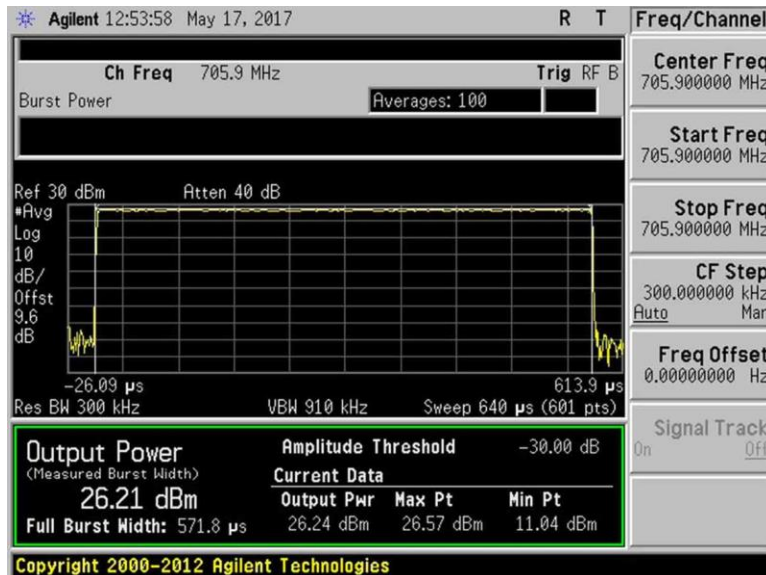 Agilent 12:53:58 May 17, 2017 R T
Freq/Channel
Ch Freq 705.9 MHz Trig RF B
Burst Power Averages: 100
Center Freq
705.900000 MHz
Start Freq
705.900000 MHz
Stop Freq
705.900000 MHz
CF Step
300.000000 kHz
Auto Man
Freq Offset
0.00000000 Hz
Signal Track
On Off
Ref 30 dBm Atten 40 dB
#Avg
Log
10
dB/
Offst
9.6
dB
-26.09 µs 613.9 µs
Res BW 300 kHz VBW 910 kHz Sweep 640 µs (601 pts)
Output Power
(Measured Burst Width)
26.21 dBm
Full Burst Width: 571.8 µs
Amplitude Threshold -30.00 dB
Current Data
Output Pwr Max Pt Min Pt
26.24 dBm 26.57 dBm 11.04 dBm
Copyright 2000-2012 Agilent Technologies